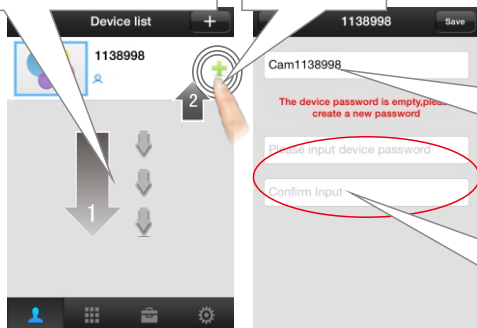 Device list
+
1138998
1
2
1138998
Save
Cam1138998
The device password is empty,please
create a new password
Please input device password
Confirm Input